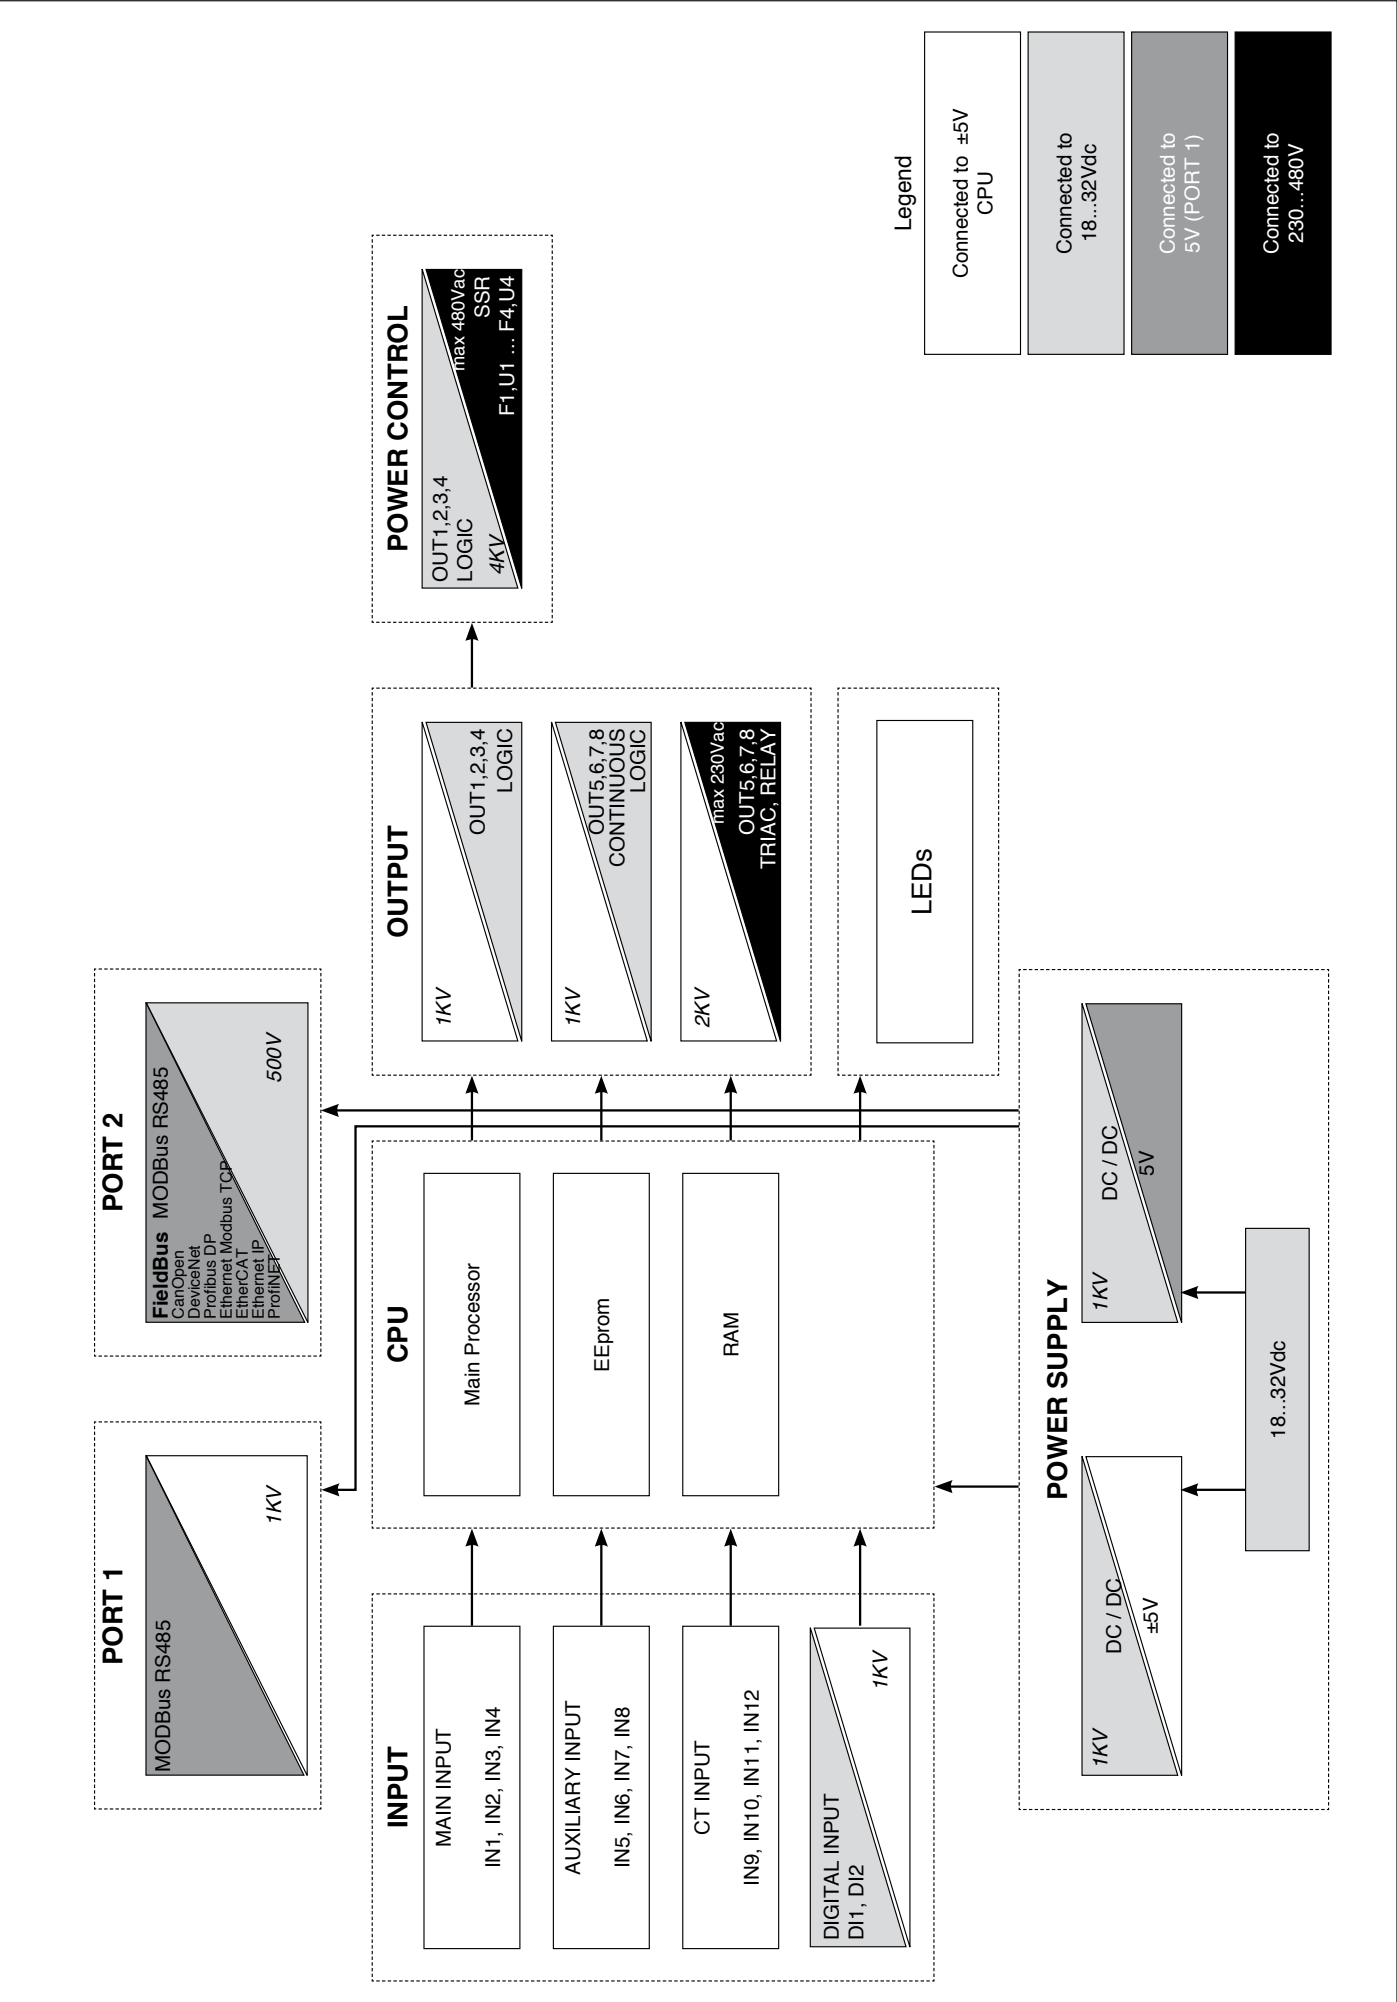 PORT 1
MODBus RS485
1KV
PORT 2
FieldBus MODBus RS485
CanOpen
DeviceNet
Profibus DP
Ethernet Modbus TCP
EtherCAT
Ethernet IP
ProfiNET
500V
INPUT
MAIN INPUT
IN1, IN2, IN3, IN4
AUXILIARY INPUT
IN5, IN6, IN7, IN8
CT INPUT
IN9, IN10, IN11, IN12
DIGITAL INPUT
DI1, DI2
1KV
CPU
Main Processor
EEprom
RAM
OUTPUT
1KV
OUT1,2,3,4
LOGIC
1KV
OUT5,6,7,8
CONTINUOUS
LOGIC
2KV
max 230Vac
OUT5,6,7,8
TRIAC, RELAY
LEDs
POWER CONTROL
OUT1,2,3,4
LOGIC
4KV
max 480Vac
SSR
F1,U1 ... F4,U4
POWER SUPPLY
1KV
DC / DC
±5V
1KV
DC / DC
5V
18...32Vdc
Legend
Connected to ±5V
CPU
Connected to
18...32Vdc
Connected to
5V (PORT 1)
Connected to
230...480V